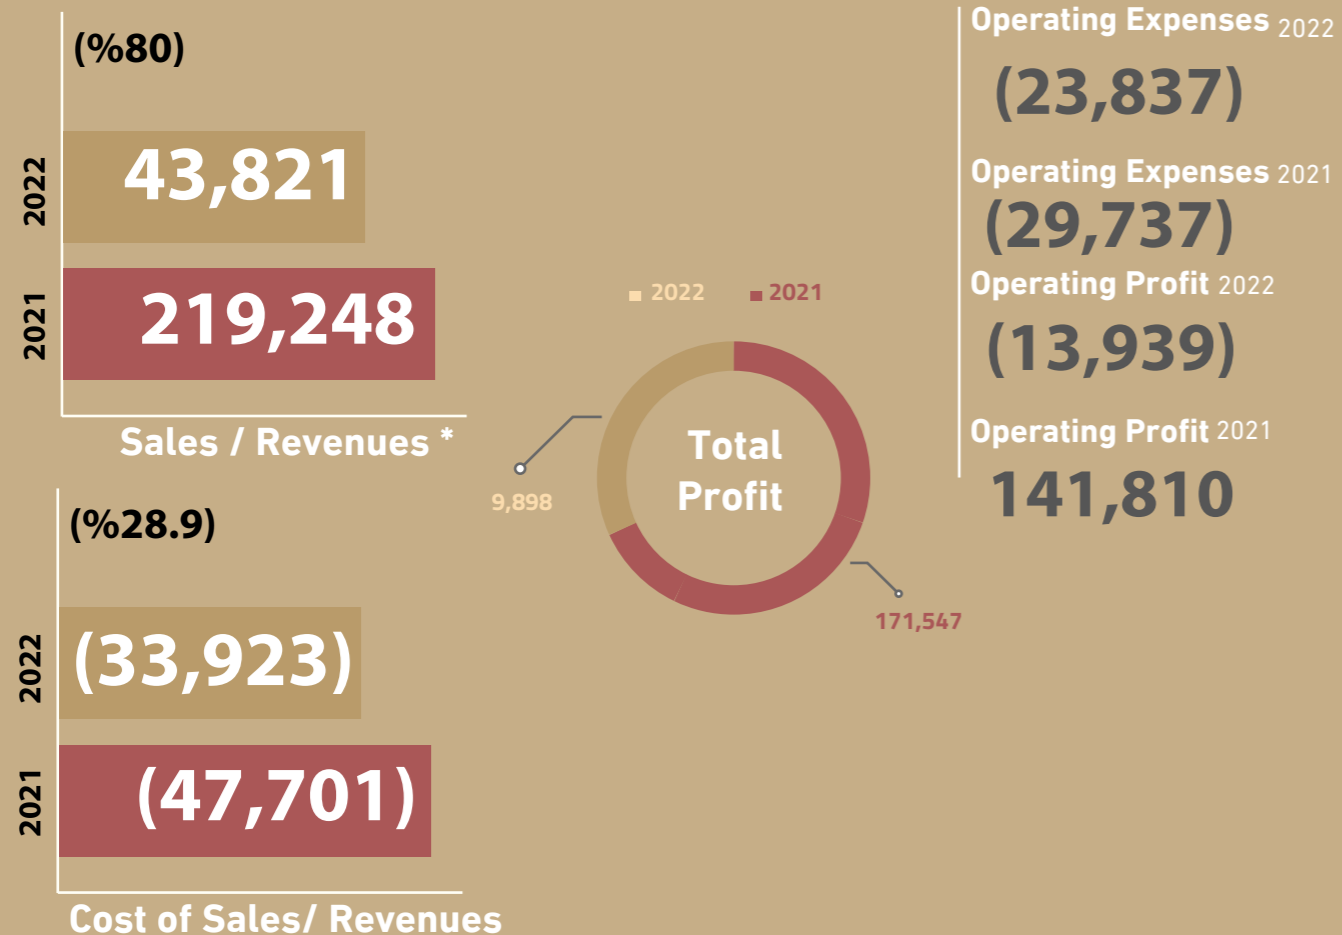 (%80)
2022
43,821
2021
219,248
Sales / Revenues *
(%28.9)
2022
(33,923)
2021
(47,701)
Cost of Sales/ Revenues
2022 2021
Total
Profit
9,898
171,547
Operating Expenses 2022
(23,837)
Operating Expenses 2021
(29,737)
Operating Profit 2022
(13,939)
Operating Profit 2021
141,810